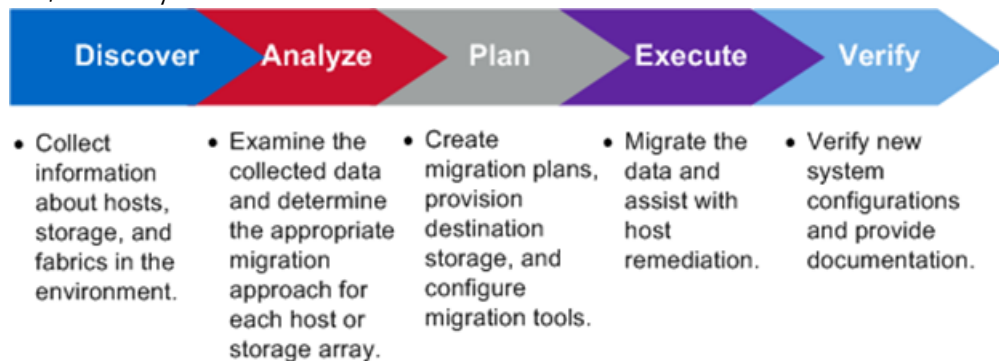 Discover
Analyze
Plan
Execute
Verify
• Collect
information
about hosts,
storage, and
fabrics in the
environment.
• Examine the
collected data
and determine
the appropriate
migration
approach for
each host or
storage array.
• Create
migration plans,
provision
destination
storage, and
configure
migration tools.
• Migrate the
data and
assist with
host
remediation.
• Verify new
system
configurations
and provide
documentation.